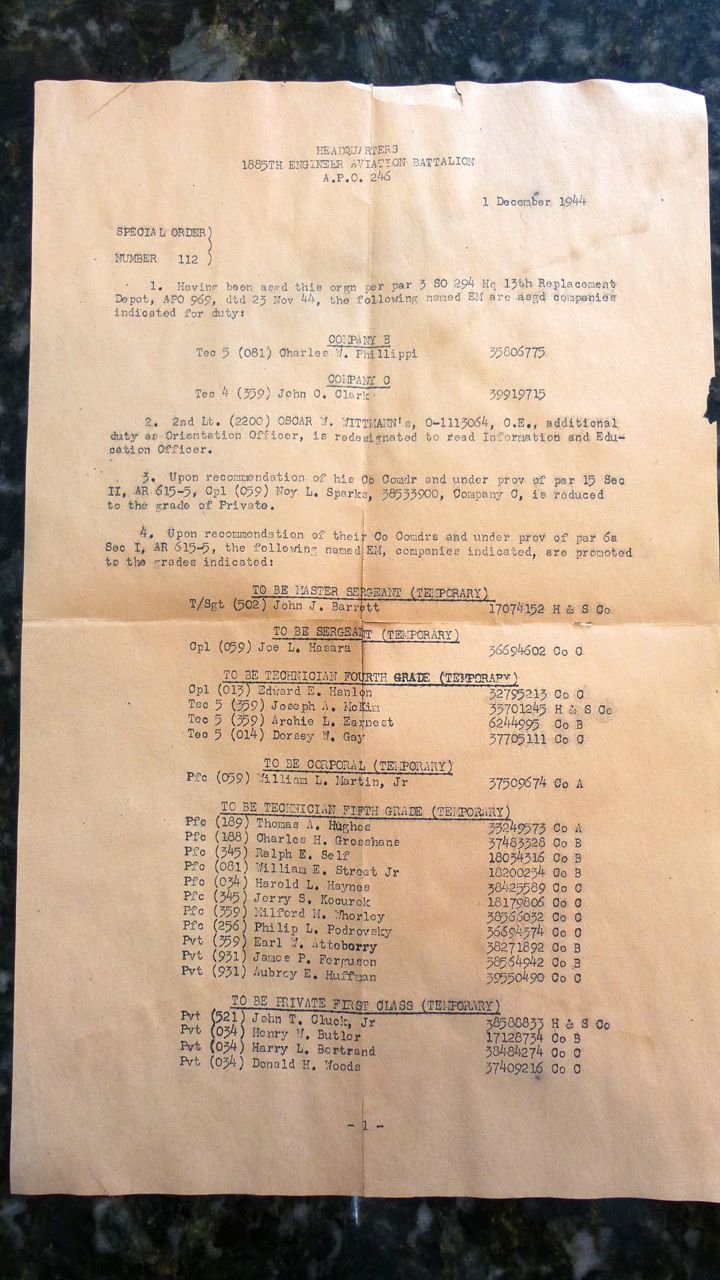 HEADQUARTERS
1885TH ENGINEER AVIATION BATTALION
A.P.O. 246
1 December 1944
SPECIAL ORDER)
)
NUMBER 112 )
1. Having been asgd this orgn per par 3 SO 294 Hq 13th Replacement
Depot, APO 969, dtd 23 Nov 44, the following named EM are asgd companies
indicated for duty:
COMPANY B
Tec 5 (081) Charles W. Phillippi 35806775
COMPANY C
Tec 4 (359) John C. Clark 39919715
2. 2nd Lt. (2200) OSCAR W. WITTMANN's, O-1113064, C.E., additional
duty as Orientation Officer, is redesignated to read Information and Edu-
cation Officer.
3. Upon recommendation of his Co Comdr and under prov of par 15 Sec
II, AR 615-5, Cpl (059) Noy L. Sparks, 38533900, Company C, is reduced
to the grade of Private.
4. Upon recommendation of their Co Comdrs and under prov of par 6a
Sec I, AR 615-5, the following named EM, companies indicated, are promoted
to the grades indicated:
TO BE MASTER SERGEANT (TEMPORARY)
T/Sgt (502) John J. Barrett 17074152 H & S Co
TO BE SERGEANT (TEMPORARY)
Cpl (059) Joe L. Hasara 36694602 Co C
TO BE TECHNICIAN FOURTH GRADE (TEMPORARY)
Cpl (013) Edward E. Hanlon 32795213 Co C
Tec 5 (359) Joseph A. McKim 33701245 H & S Co
Tec 5 (359) Archie L. Earnest 6244995 Co B
Tec 5 (014) Dorsey W. Gay 37705111 Co C
TO BE CORPORAL (TEMPORARY)
Pfc (059) William L. Martin, Jr 37509674 Co A
TO BE TECHNICIAN FIFTH GRADE (TEMPORARY)
Pfc (189) Thomas A. Hughes 33249573 Co A
Pfc (188) Charles H. Grosshans 37483328 Co B
Pfc (345) Ralph E. Self 18034316 Co B
Pfc (081) William E. Street Jr 18200234 Co B
Pfc (034) Harold L. Haynes 38425589 Co C
Pfc (345) Jerry S. Kocurek 18179806 Co C
Pfc (359) Milford M. Whorley 38566032 Co C
Pfc (256) Philip L. Podrovsky 36694374 Co C
Pvt (359) Earl W. Atteberry 38271892 Co B
Pvt (931) James P. Ferguson 38564942 Co B
Pvt (931) Aubrey E. Huffman 39550490 Co C
TO BE PRIVATE FIRST CLASS (TEMPORARY)
Pvt (521) John T. Cluck, Jr 38588833 H & S Co
Pvt (034) Henry W. Butler 17128734 Co B
Pvt (034) Harry L. Bertrand 38484274 Co C
Pvt (034) Donald H. Woods 37409216 Co C
- 1 -